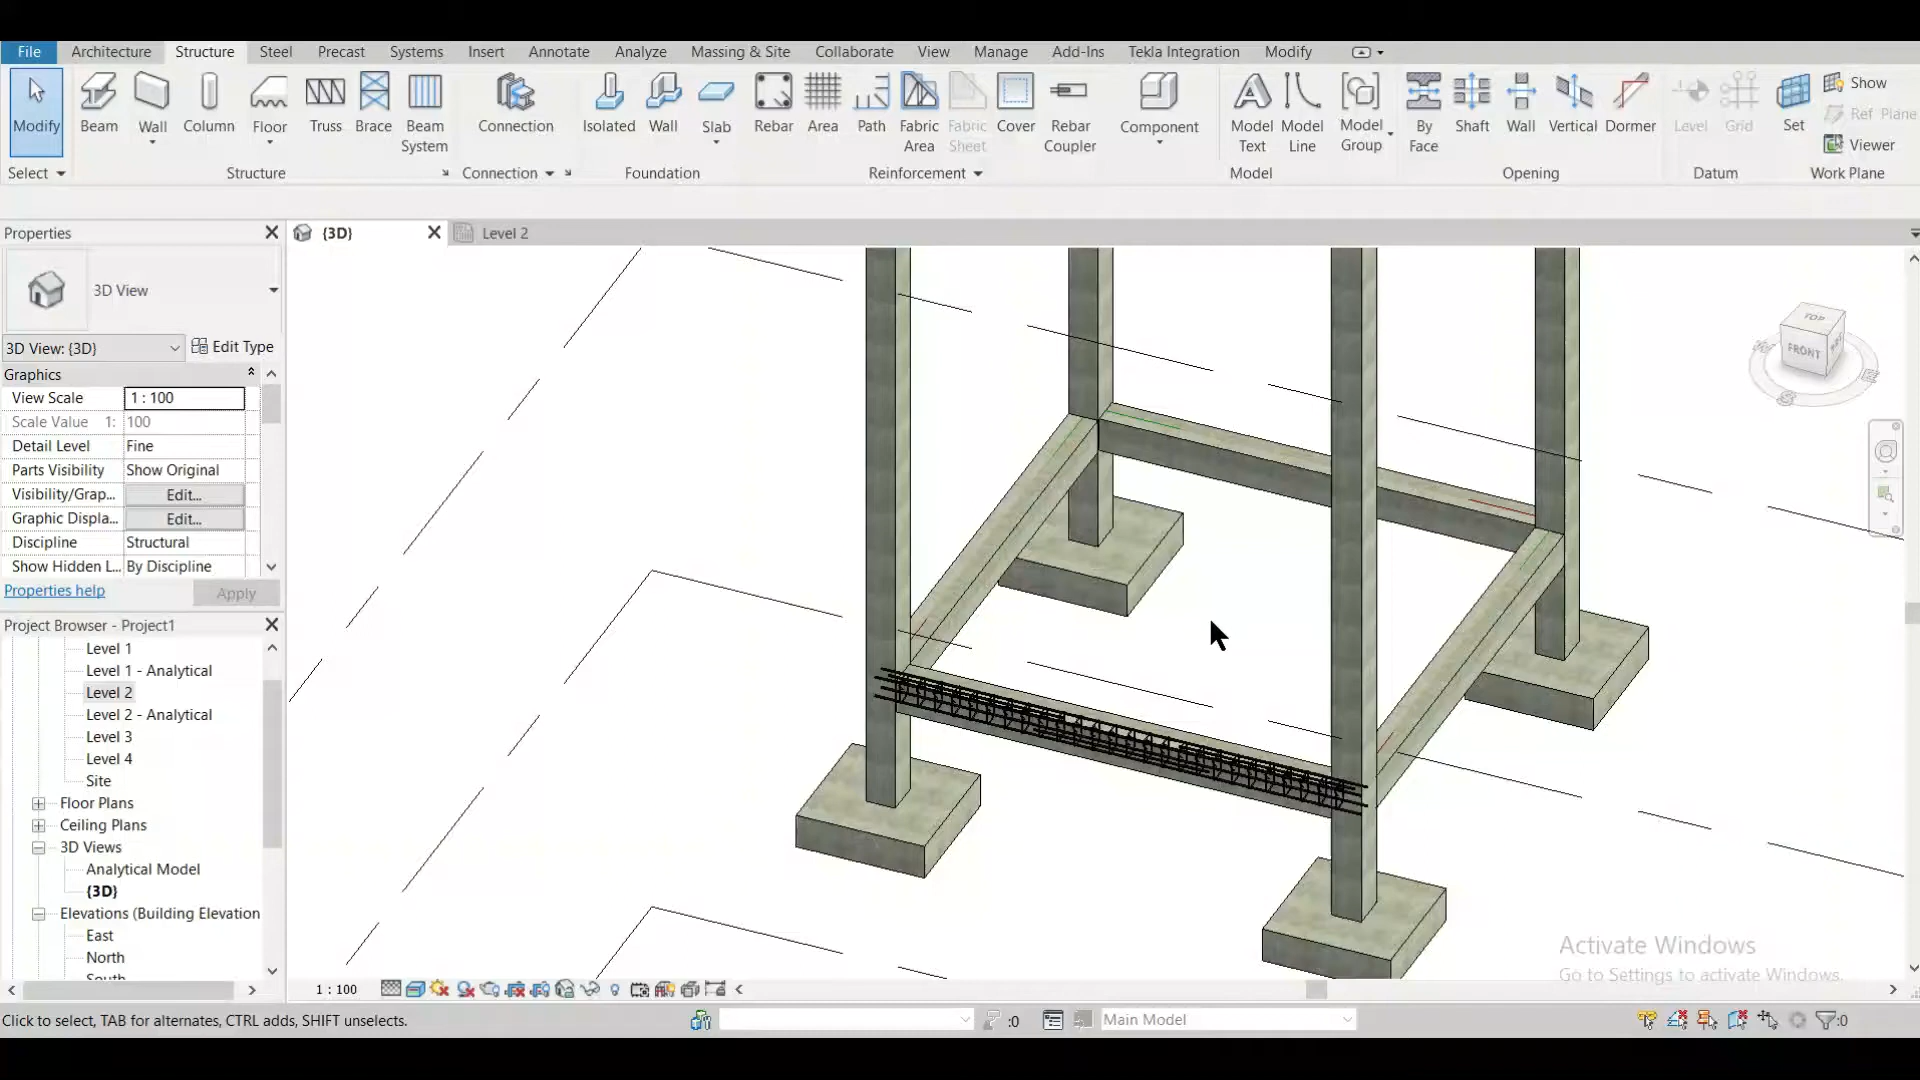 File Architecture Structure Steel Precast Systems Insert Annotate Analyze Massing & Site Collaborate View Manage Add-Ins Tekla Integration Modify
Modify Beam Wall Column Floor Truss Brace Beam System Connection Isolated Wall Slab Rebar Area Path Fabric Area Fabric Sheet Cover Rebar Coupler Component Model Text Model Line Model Group By Face Shaft Wall Vertical Dormer Level Grid Set Show
Ref Plane
Viewer
Select Structure Connection Foundation Reinforcement Model Opening Datum Work Plane
Properties {3D} Level 2
3D View
3D View: {3D} Edit Type
Graphics
View Scale 1 : 100
Scale Value 1: 100
Detail Level Fine
Parts Visibility Show Original
Visibility/Grap... Edit...
Graphic Displa... Edit...
Discipline Structural
Show Hidden L... By Discipline
Properties help Apply
Project Browser - Project1
Level 1
Level 1 - Analytical
Level 2
Level 2 - Analytical
Level 3
Level 4
Site
Floor Plans
Ceiling Plans
3D Views
Analytical Model
{3D}
Elevations (Building Elevation
East
North
South
TOP
FRONT
S
E
Activate Windows
Go to Settings to activate Windows.
1 : 100
Click to select, TAB for alternates, CTRL adds, SHIFT unselects. :0 Main Model :0